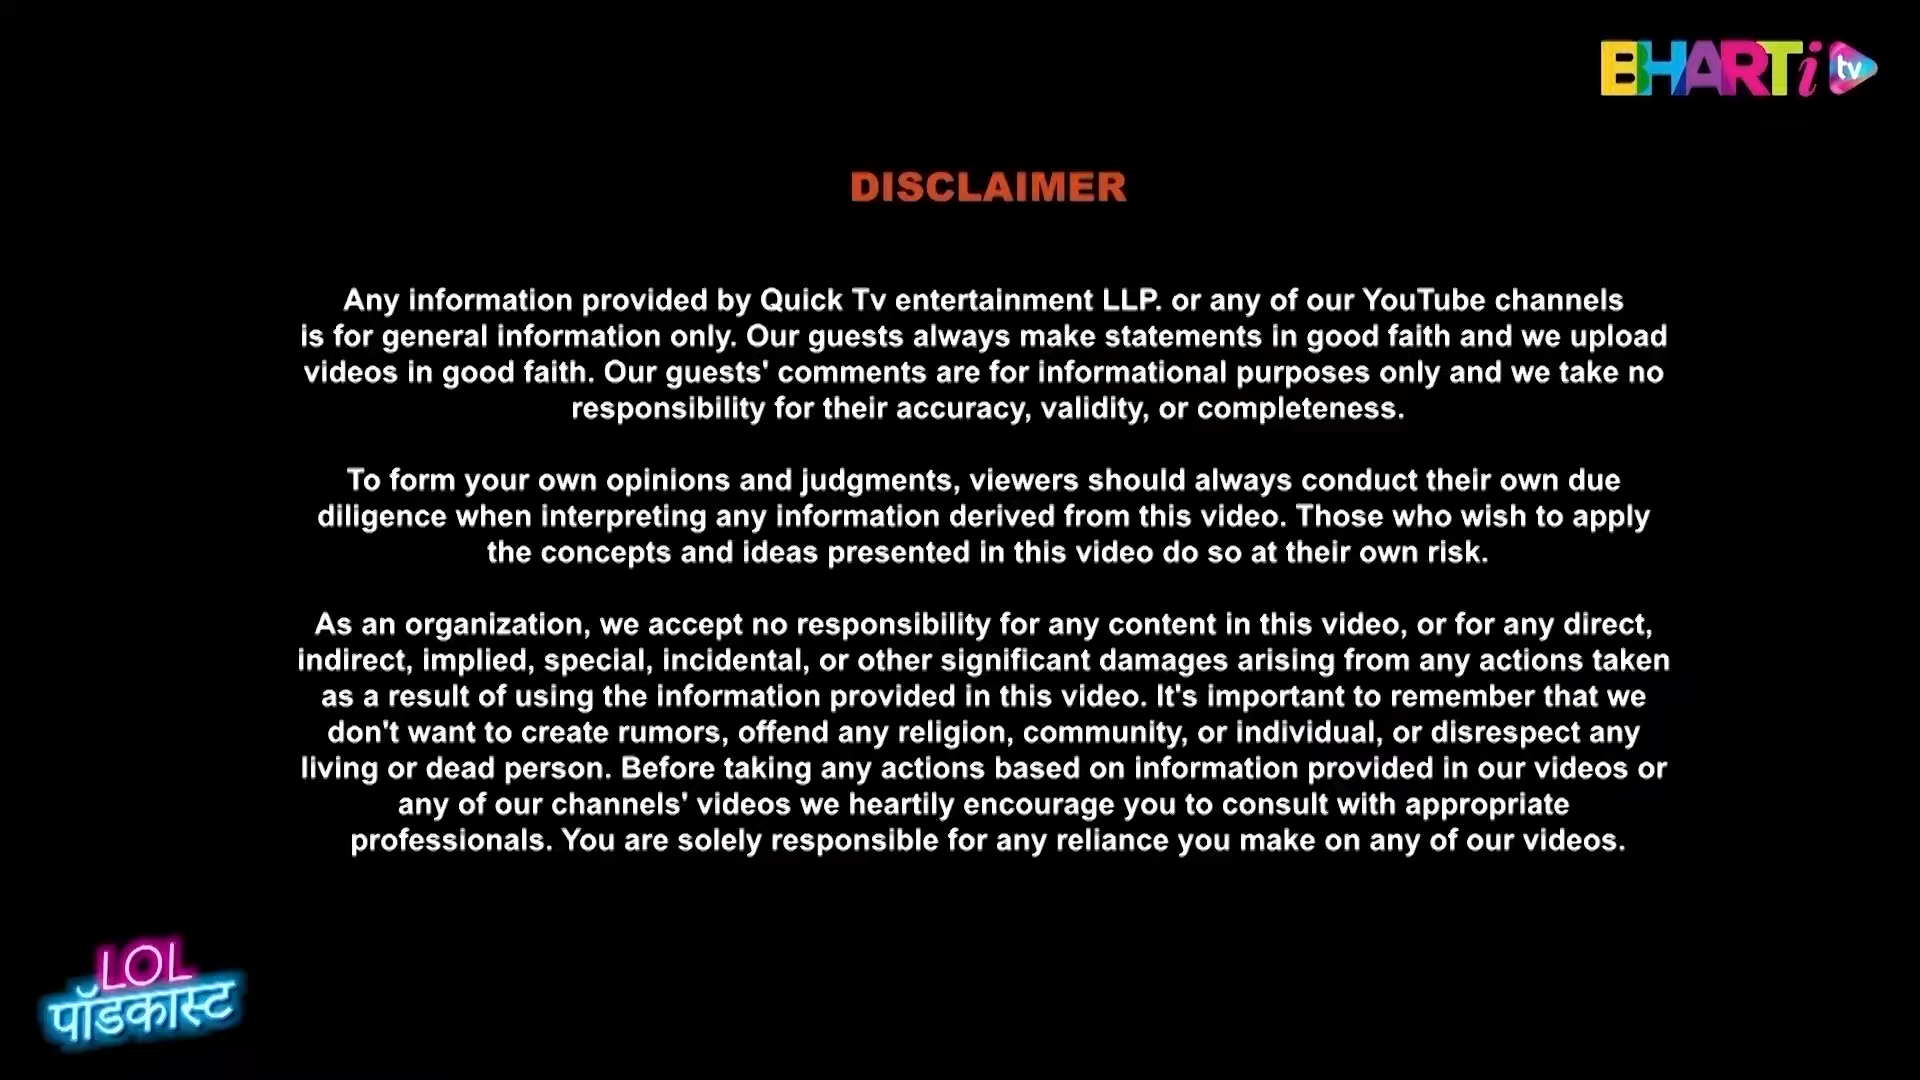 BHARTi tv
DISCLAIMER
Any information provided by Quick Tv entertainment LLP. or any of our YouTube channels
is for general information only. Our guests always make statements in good faith and we upload
videos in good faith. Our guests' comments are for informational purposes only and we take no
responsibility for their accuracy, validity, or completeness.
To form your own opinions and judgments, viewers should always conduct their own due
diligence when interpreting any information derived from this video. Those who wish to apply
the concepts and ideas presented in this video do so at their own risk.
As an organization, we accept no responsibility for any content in this video, or for any direct,
indirect, implied, special, incidental, or other significant damages arising from any actions taken
as a result of using the information provided in this video. It's important to remember that we
don't want to create rumors, offend any religion, community, or individual, or disrespect any
living or dead person. Before taking any actions based on information provided in our videos or
any of our channels' videos we heartily encourage you to consult with appropriate
professionals. You are solely responsible for any reliance you make on any of our videos.
LOL
पॉडकास्ट